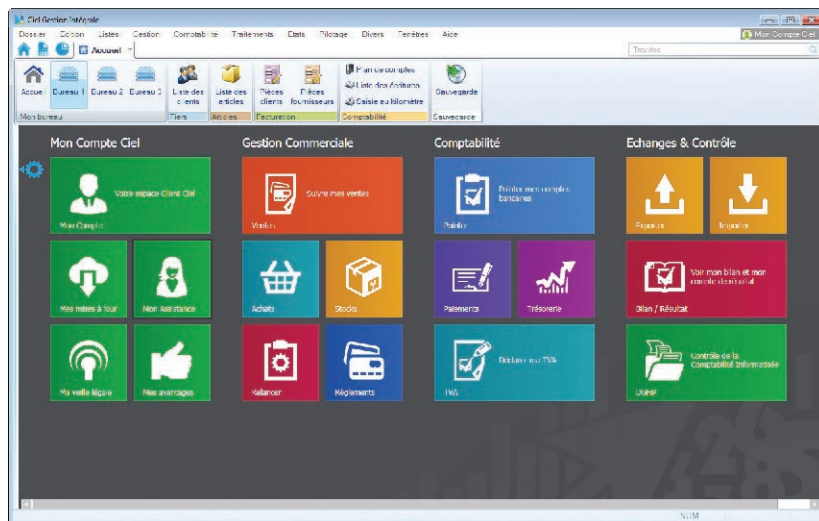 Ciel Gestion Intégrale
Dossier Edition Listes Gestion Comptabilité Traitements Etats Pilotage Divers Fenêtres Aide
Mon Compte Ciel
Accueil
Accueil Bureau 1 Bureau 2 Bureau 3
Liste des clients
Liste des articles
Pièces clients
Pièces fournisseurs
Plan de comptes
Liste des écritures
Saisie au kilomètre
Sauvegarde
Mon bureau Tiers Articles Facturation Comptabilité Sauvegarde
Mon Compte Ciel
Votre espace Client Ciel
Mon Compte
Mes mises à jour
Mon Assistance
Ma veille légale
Mes avantages
Gestion Commerciale
Suivre mes ventes
Ventes
Achats
Stocks
Relancer
Règlements
Comptabilité
Pointer mes comptes
bancaires
Pointer
Paiements
Trésorerie
Déclarer ma TVA
TVA
Echanges & Contrôle
Exporter
Importer
Voir mon bilan et mon
compte de résultat
Bilan / Résultat
Contrôle de la
Comptabilité Informatisée
DGFiP
NUM